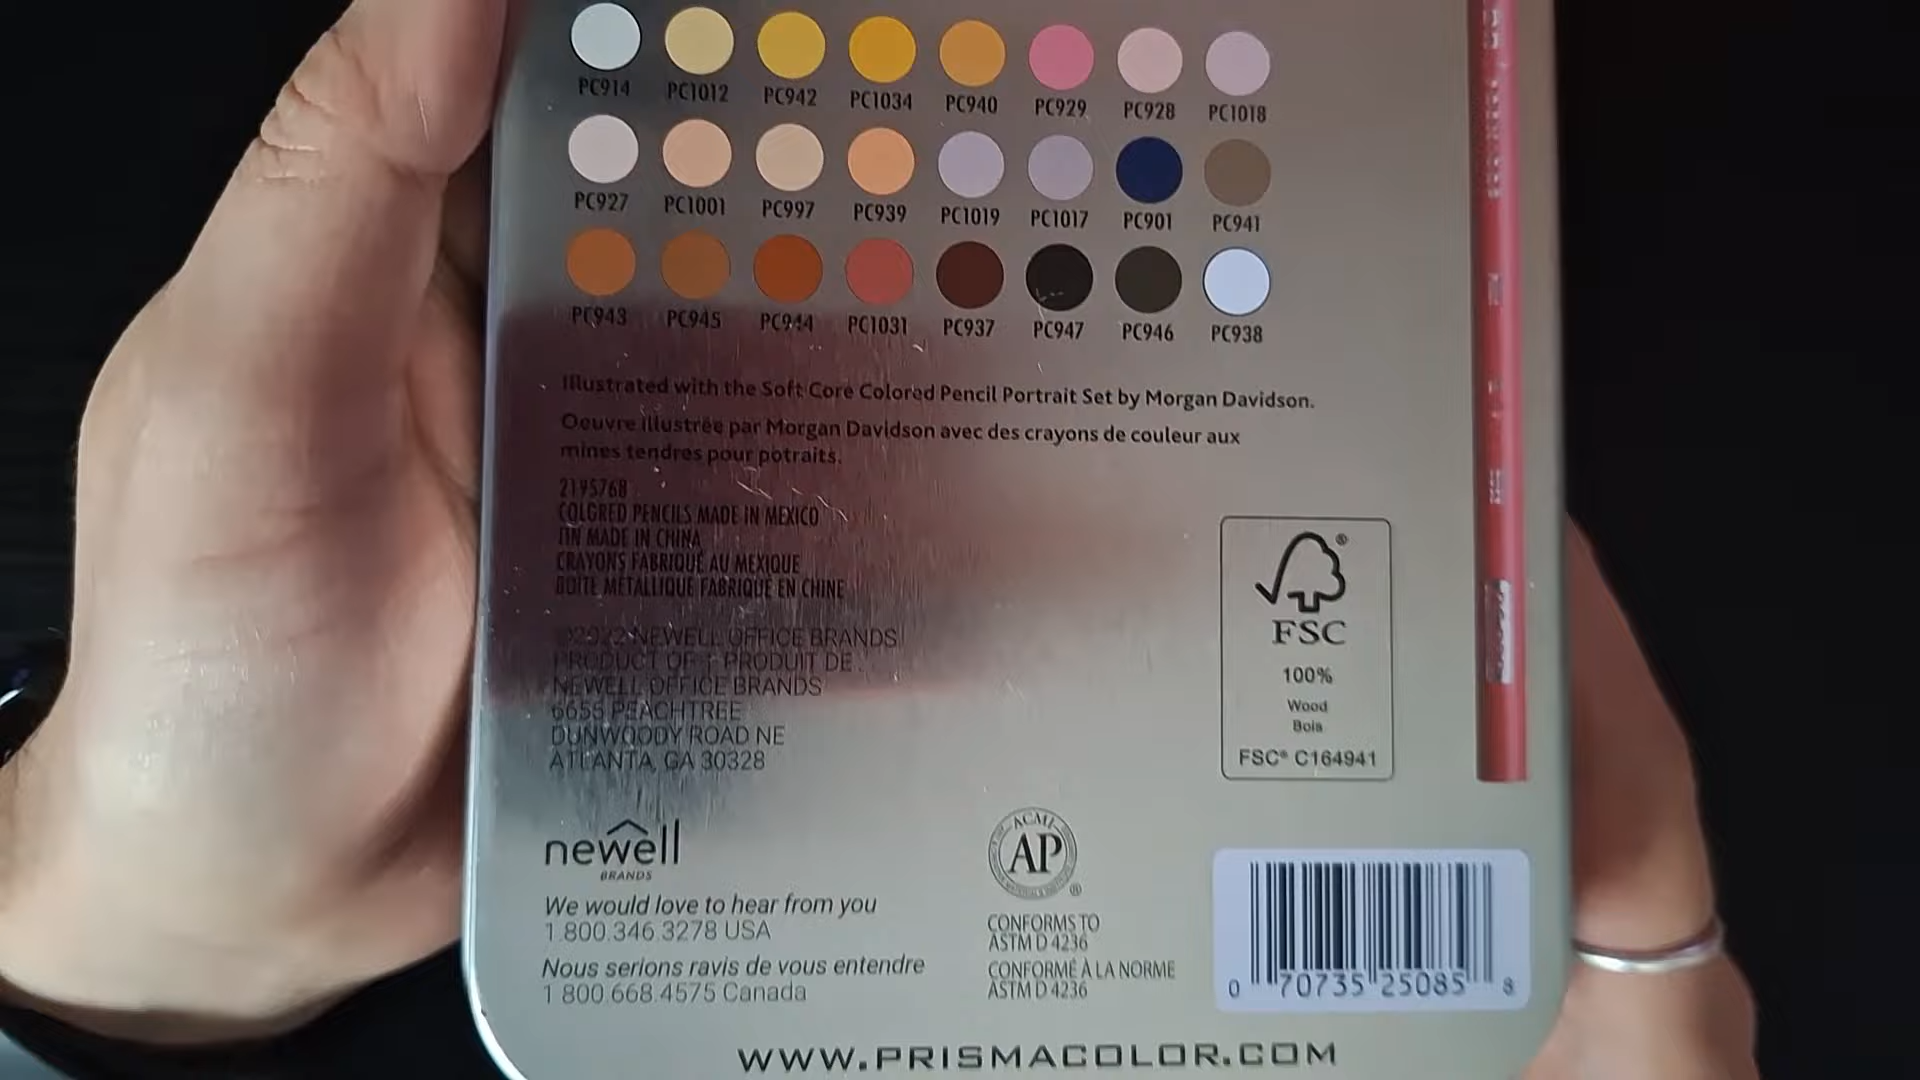 PC914 PC1012 PC942 PC1034 PC940 PC929 PC928 PC1018
PC927 PC1001 PC997 PC939 PC1019 PC1017 PC901 PC941
PC943 PC945 PC944 PC1031 PC937 PC947 PC946 PC938
Illustrated with the Soft Core Colored Pencil Portrait Set by Morgan Davidson.
Oeuvre illustrée par Morgan Davidson avec des crayons de couleur aux
mines tendres pour potraits.
2195768
COLORED PENCILS MADE IN MEXICO
TIN MADE IN CHINA
CRAYONS FABRIQUÉ AU MEXIQUE
BOITE METALLIQUE FABRIQUÉ EN CHINE
©2022 NEWELL OFFICE BRANDS
PRODUCT OF / PRODUIT DE
NEWELL OFFICE BRANDS
6655 PEACHTREE
DUNWOODY ROAD NE
ATLANTA, GA 30328
newell
BRANDS
We would love to hear from you
1.800.346.3278 USA
Nous serions ravis de vous entendre
1 800.668.4575 Canada
FSC®
100%
Wood
Bois
FSC® C164941
ACMI
AP®
CONFORMS TO
ASTM D 4236
CONFORMÉ À LA NORME
ASTM D 4236
0 70735 25085 8
WWW.PRISMACOLOR.COM